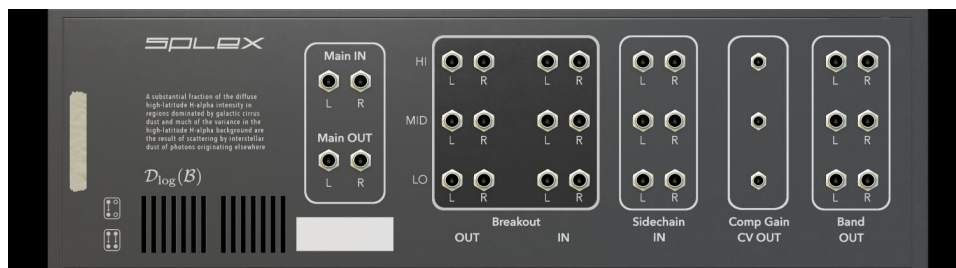 SPLEX
A substantial fraction of the diffuse
high-latitude H-alpha intensity in
regions dominated by galactic cirrus
dust and much of the variance in the
high-latitude H-alpha background are
the result of scattering by interstellar
dust of photons originating elsewhere
𝒟log(ℬ)
Main IN
L R
Main OUT
L R
HI
L R L R
MID
L R L R
LO
L R L R
Breakout
OUT IN
L R
L R
L R
Sidechain
IN
Comp Gain
CV OUT
L R
L R
L R
Band
OUT